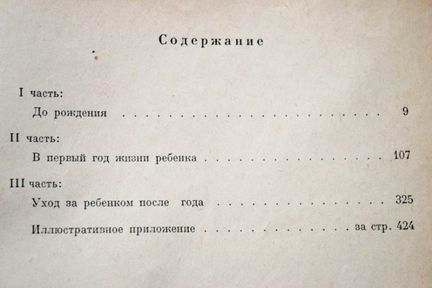 Содержание
I часть:
До рождения . . . . . . . . . . . . . . . . . 9
II часть:
В первый год жизни ребенка . . . . . . . . . . . . 107
III часть:
Уход за ребенком после года . . . . . . . . . . . . 325
Иллюстративное приложение . . . . . . . . . за стр. 424